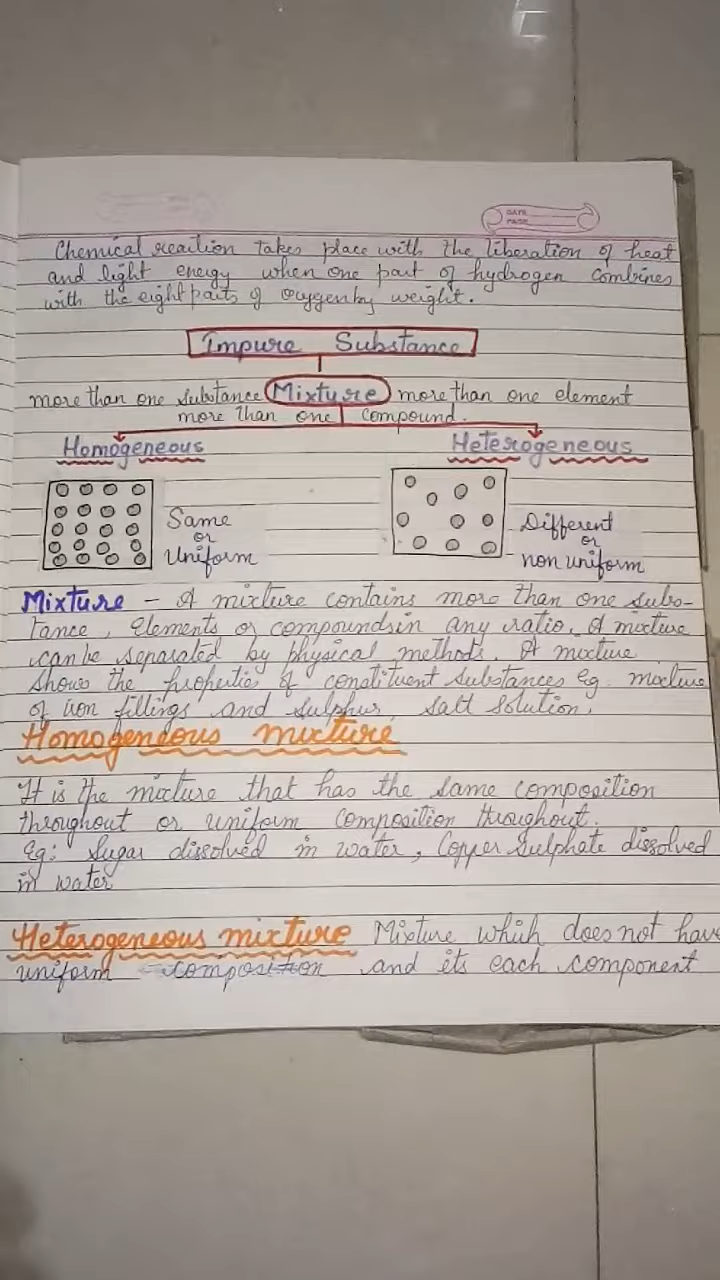 DATE
PAGE
Chemical reaction takes place with the liberation of heat
and light energy when one part of hydrogen combines
with the eight parts of oxygen by weight.
Impure Substance
more than one substance Mixture more than one element
more than one compound.
Homogeneous Heterogeneous
Same
or
Uniform
Different
or
non uniform
Mixture - A mixture contains more than one subs-
tance, elements or compounds in any ratio. A mixture
can be separated by physical methods. A mixture
shows the properties of constituent substances Eg. mixture
of iron fillings and sulphur, salt solution.
Homogeneous mixture
It is the mixture that has the same composition
throughout or uniform composition throughout.
Eg: Sugar dissolved in water, Copper Sulphate dissolved
in water
Heterogeneous mixture Mixture which does not have
uniform composition and its each component